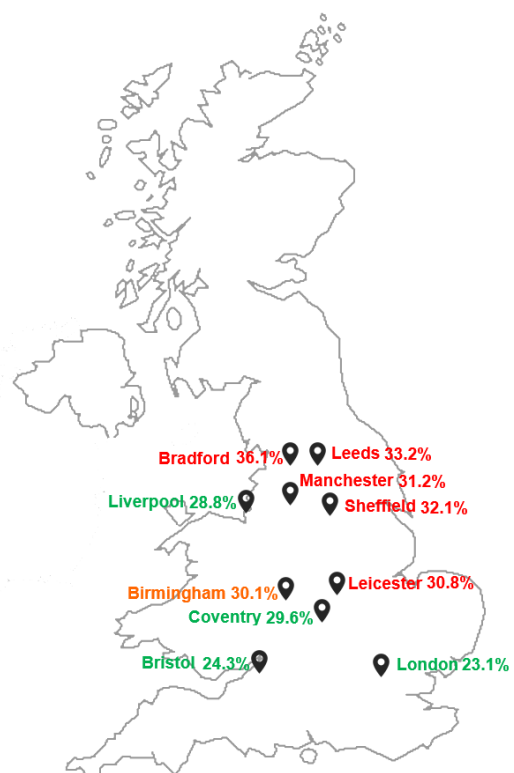 Bradford 36.1%
Leeds 33.2%
Manchester 31.2%
Liverpool 28.8%
Sheffield 32.1%
Birmingham 30.1%
Leicester 30.8%
Coventry 29.6%
Bristol 24.3%
London 23.1%